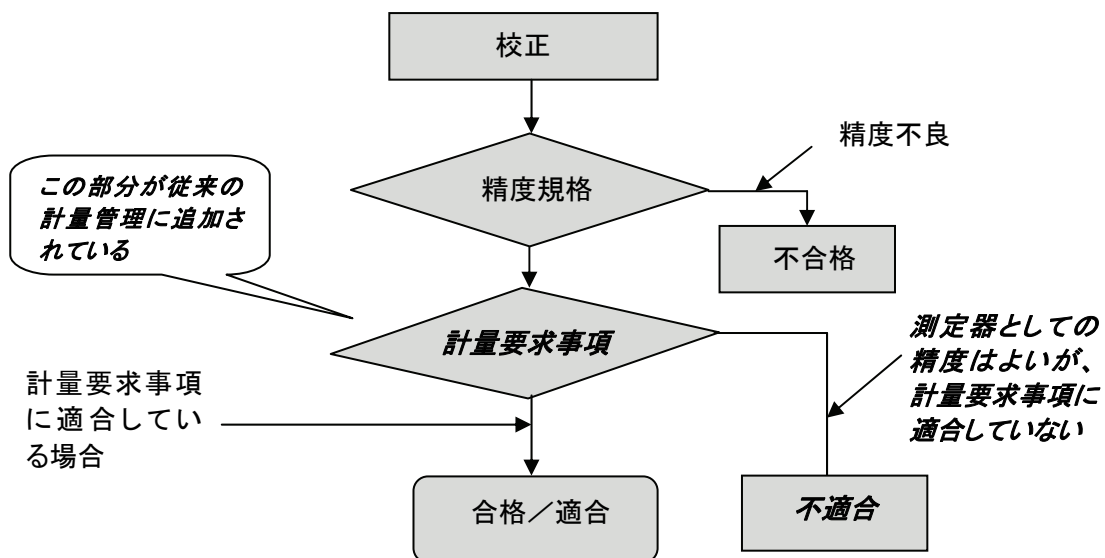 校正
精度不良
精度規格
この部分が従来の
計量管理に追加さ
れている
不合格
計量要求事項
測定器としての
精度はよいが、
計量要求事項に
適合していない
計量要求事項
に適合してい
る場合
合格／適合
不適合